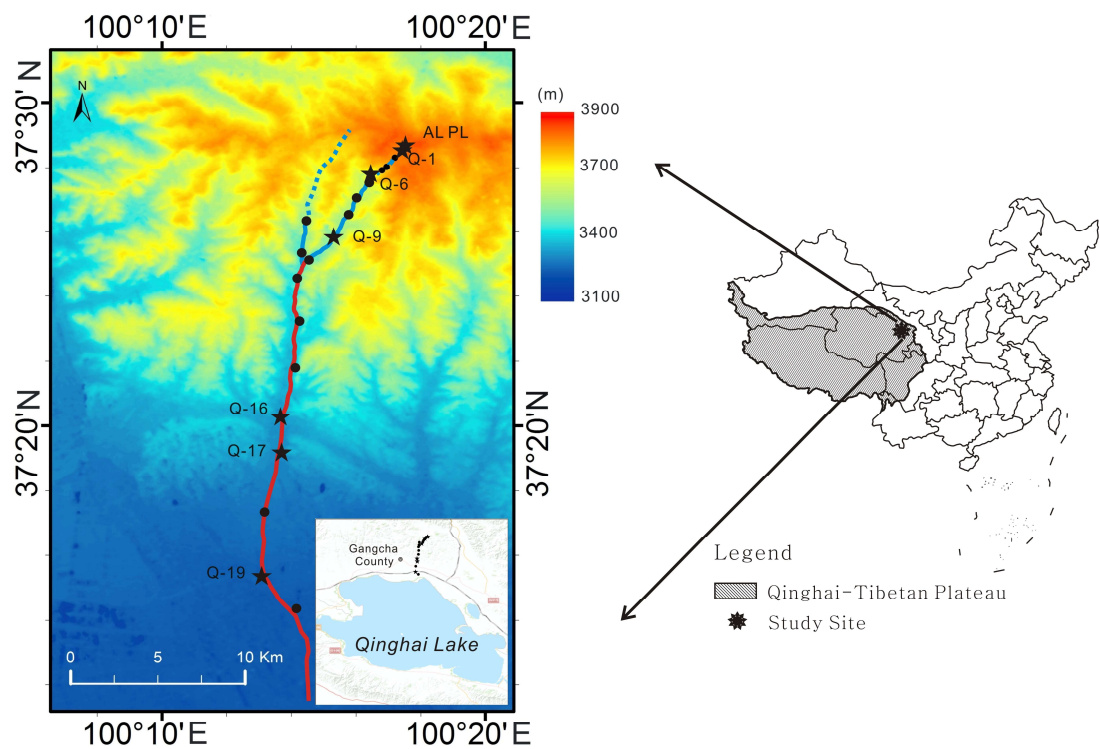 100°10' E
100°20' E
37°30' N
N
(m)
3900
3700
3400
3100
AL PL
Q-1
Q-6
Q-9
Q-16
Q-17
Q-19
37°20'N
37°20'N
Gangcha
County
Qinghai Lake
0
5
10 Km
100°10' E
100°20' E
Legend
Qinghai-Tibetan Plateau
Study Site